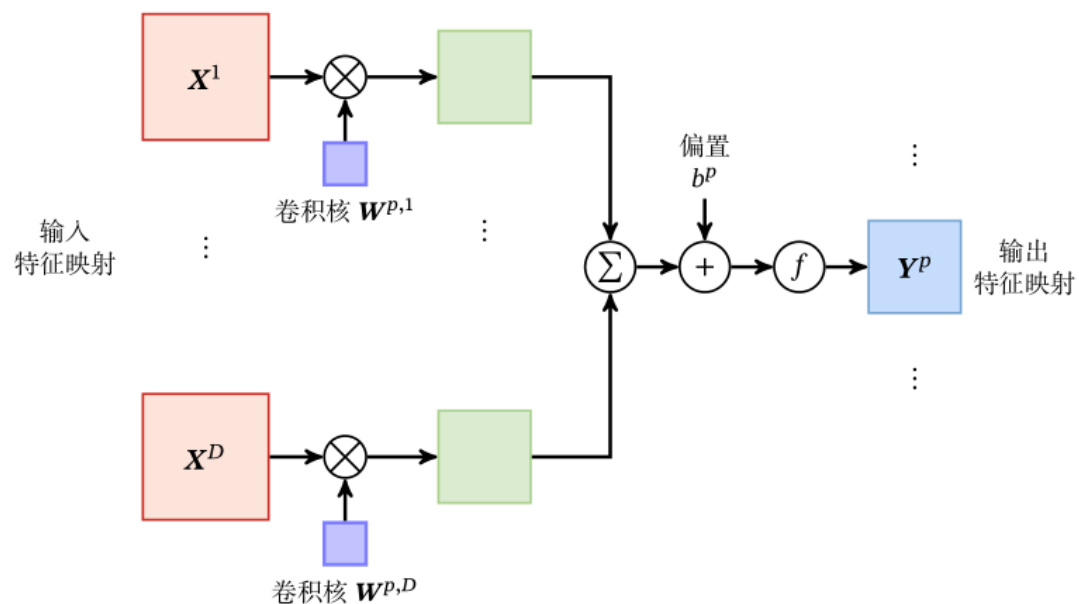 X¹
卷积核 W^{p,1}
⋮
⋮
输入
特征映射
偏置
b^p
Σ
+
f
⋮
Y^p
输出
特征映射
⋮
X^D
卷积核 W^{p,D}